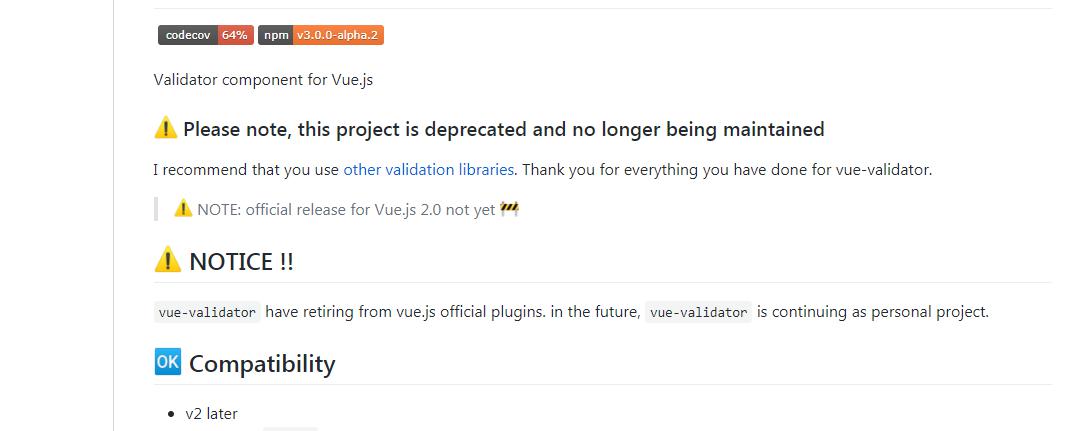 codecov 64% npm v3.0.0-alpha.2
Validator component for Vue.js
⚠️ Please note, this project is deprecated and no longer being maintained
I recommend that you use other validation libraries. Thank you for everything you have done for vue-validator.
⚠️ NOTE: official release for Vue.js 2.0 not yet 🚧
⚠️ NOTICE !!
vue-validator have retiring from vue.js official plugins. in the future, vue-validator is continuing as personal project.
🆗 Compatibility
• v2 later